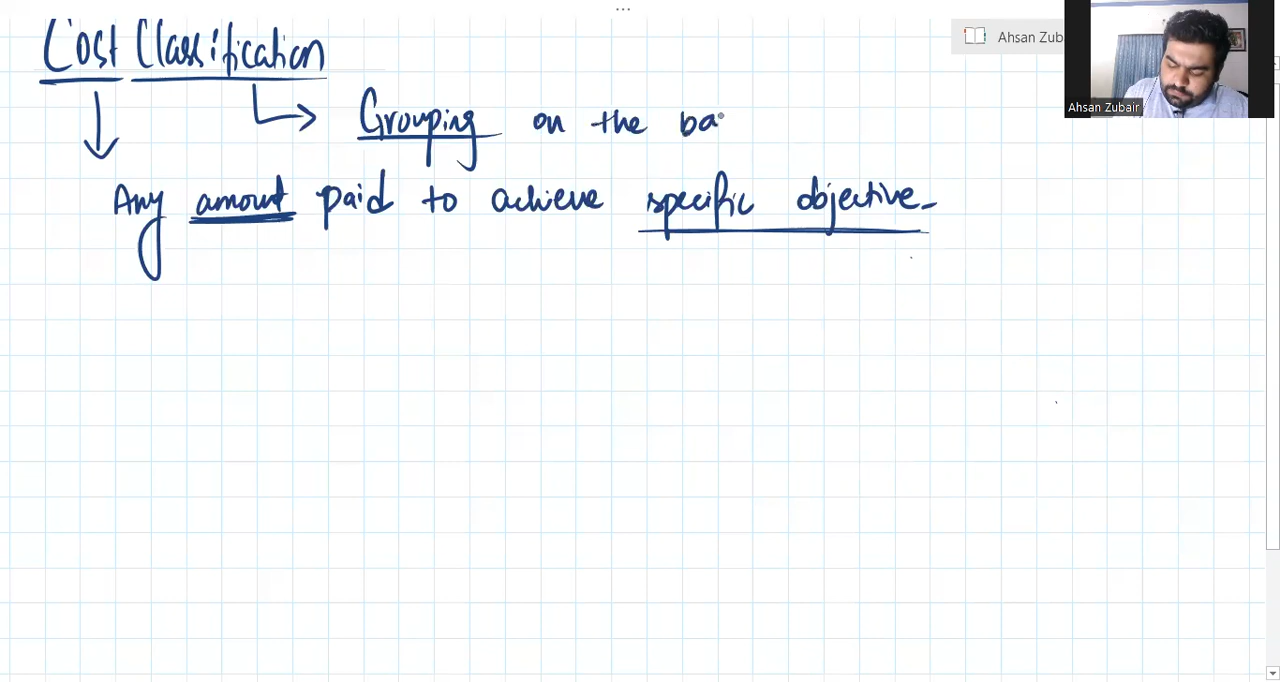 Cost Classification
Grouping on the ba
Any amount paid to achieve specific objective-
Ahsan Zub
Ahsan Zubair